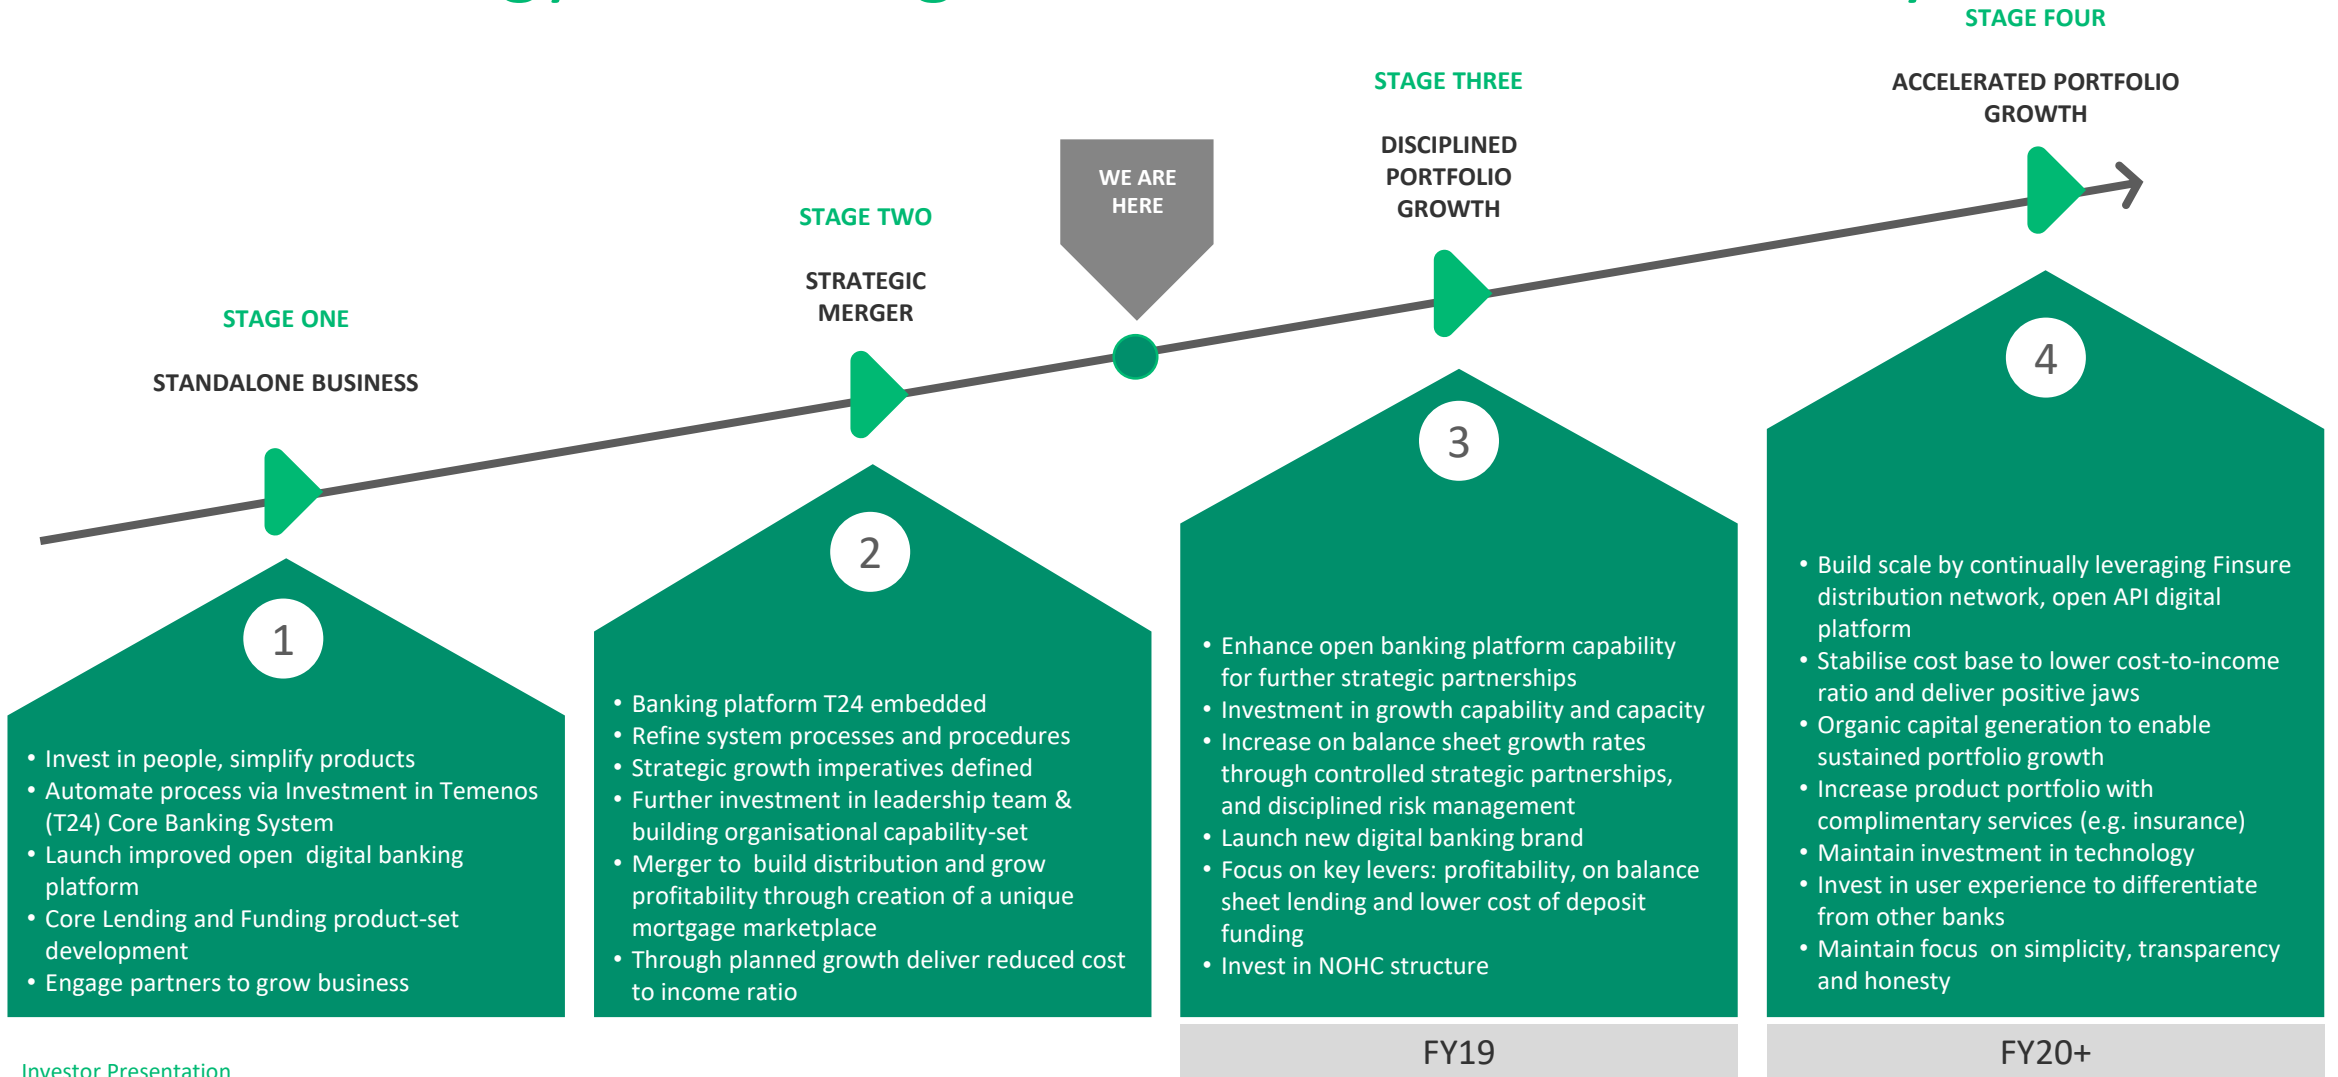 STAGE ONE
STANDALONE BUSINESS
1
• Invest in people, simplify products
• Automate process via Investment in Temenos
(T24) Core Banking System
• Launch improved open  digital banking
platform
• Core Lending and Funding product-set
development
• Engage partners to grow business
STAGE TWO
STRATEGIC
MERGER
2
• Banking platform T24 embedded
• Refine system processes and procedures
• Strategic growth imperatives defined
• Further investment in leadership team &
building organisational capability-set
• Merger to  build distribution and grow
profitability through creation of a unique
mortgage marketplace
• Through planned growth deliver reduced cost
to income ratio
WE ARE
HERE
STAGE THREE
DISCIPLINED
PORTFOLIO
GROWTH
3
• Enhance open banking platform capability
for further strategic partnerships
• Investment in growth capability and capacity
• Increase on balance sheet growth rates
through controlled strategic partnerships,
and disciplined risk management
• Launch new digital banking brand
• Focus on key levers: profitability, on balance
sheet lending and lower cost of deposit
funding
• Invest in NOHC structure
FY19
STAGE FOUR
ACCELERATED PORTFOLIO
GROWTH
4
• Build scale by continually leveraging Finsure
distribution network, open API digital
platform
• Stabilise cost base to lower cost-to-income
ratio and deliver positive jaws
• Organic capital generation to enable
sustained portfolio growth
• Increase product portfolio with
complimentary services (e.g. insurance)
• Maintain investment in technology
• Invest in user experience to differentiate
from other banks
• Maintain focus  on simplicity, transparency
and honesty
FY20+
Investor Presentation